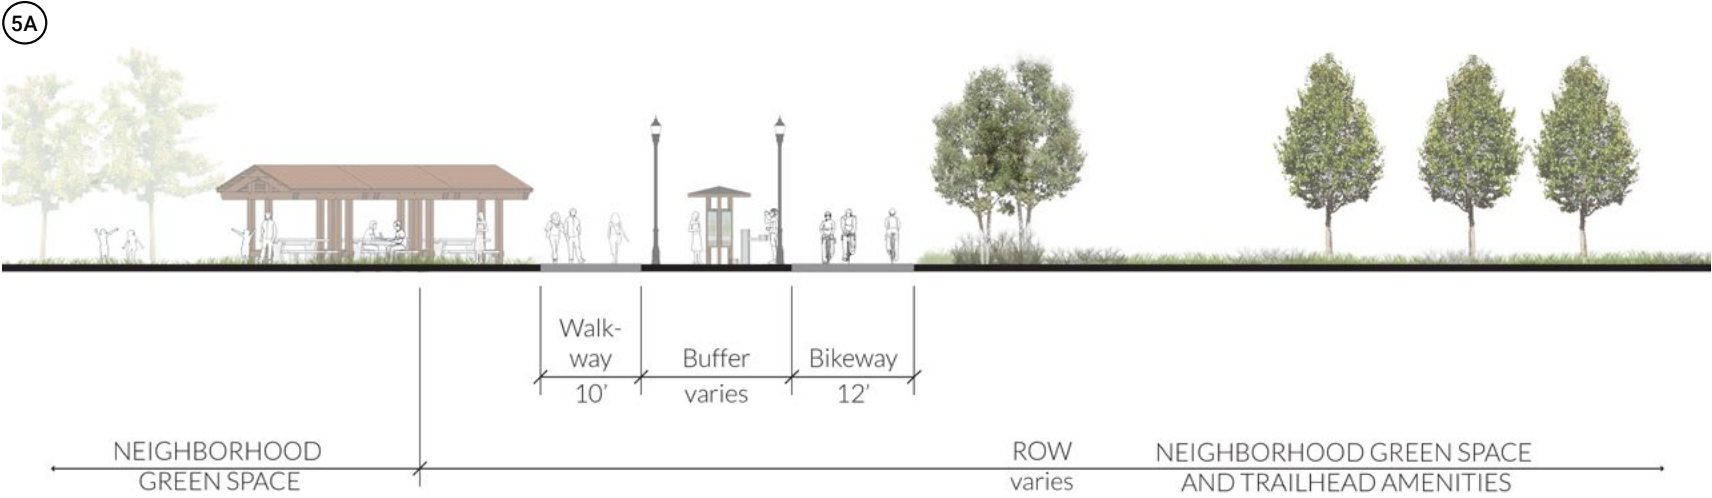 5A
Walk-
way
10’
Buffer
varies
Bikeway
12’
NEIGHBORHOOD
GREEN SPACE
ROW
varies
NEIGHBORHOOD GREEN SPACE
AND TRAILHEAD AMENITIES